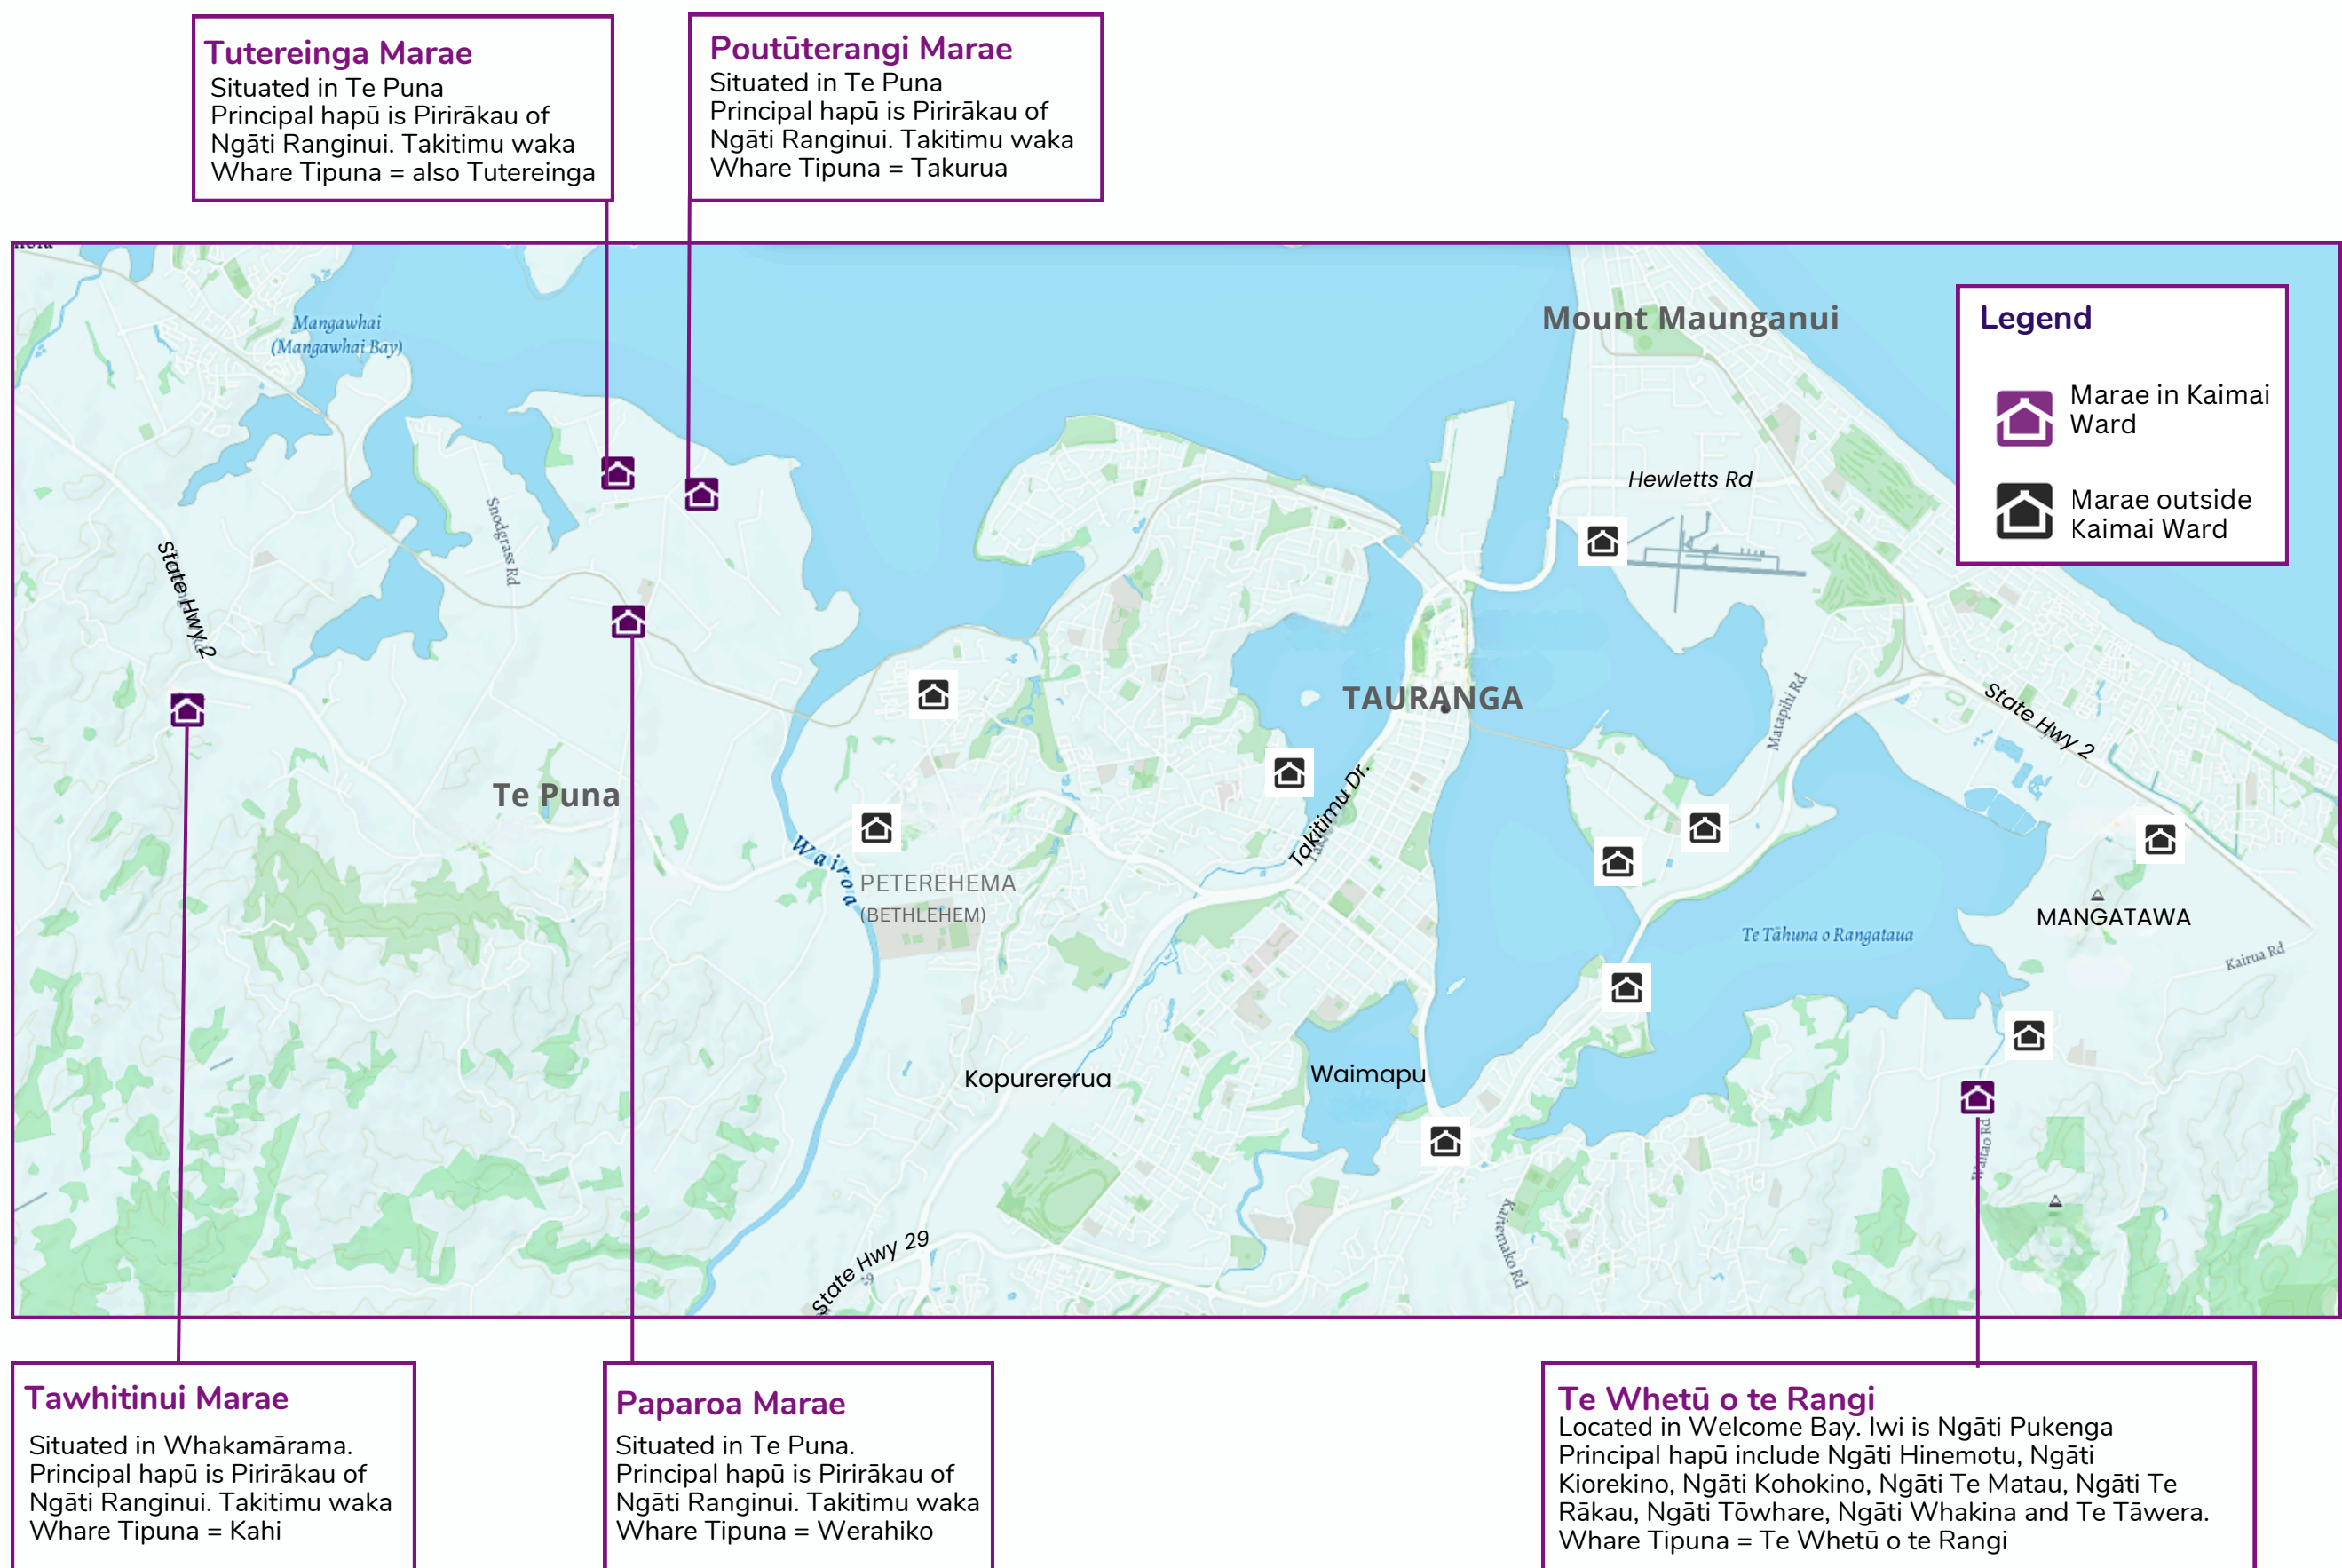 Tutereinga Marae
Situated in Te Puna
Principal hapū is Pirirākau of
Ngāti Ranginui. Takitimu waka
Whare Tipuna = also Tutereinga
Poutūterangi Marae
Situated in Te Puna
Principal hapū is Pirirākau of
Ngāti Ranginui. Takitimu waka
Whare Tipuna = Takurua
Mangawhai
(Mangawhai Bay)
Mount Maunganui
Legend
Marae in Kaimai
Ward
Marae outside
Kaimai Ward
Hewletts Rd
Snodgrass Rd
State Hwy 2
TAURANGA
Matapihi Rd
State Hwy 2
Te Puna
Takitimu Dr.
Wairoa
PETEREHEMA
(BETHLEHEM)
MANGATAWA
Te Tāhuna o Rangataua
Kairua Rd
Kopurererua
Waimapu
Waitao Rd
Kaitemako Rd
State Hwy 29
Tawhitinui Marae
Situated in Whakamārama.
Principal hapū is Pirirākau of
Ngāti Ranginui. Takitimu waka
Whare Tipuna = Kahi
Paparoa Marae
Situated in Te Puna.
Principal hapū is Pirirākau of
Ngāti Ranginui. Takitimu waka
Whare Tipuna = Werahiko
Te Whetū o te Rangi
Located in Welcome Bay. Iwi is Ngāti Pukenga
Principal hapū include Ngāti Hinemotu, Ngāti
Kiorekino, Ngāti Kohokino, Ngāti Te Matau, Ngāti Te
Rākau, Ngāti Tōwhare, Ngāti Whakina and Te Tāwera.
Whare Tipuna = Te Whetū o te Rangi